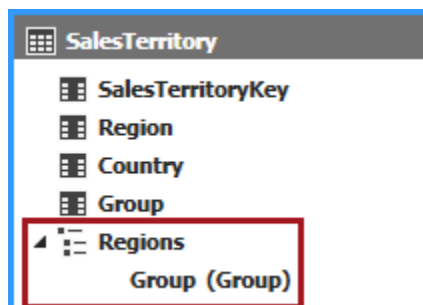 SalesTerritory
SalesTerritoryKey
Region
Country
Group
Regions
Group (Group)